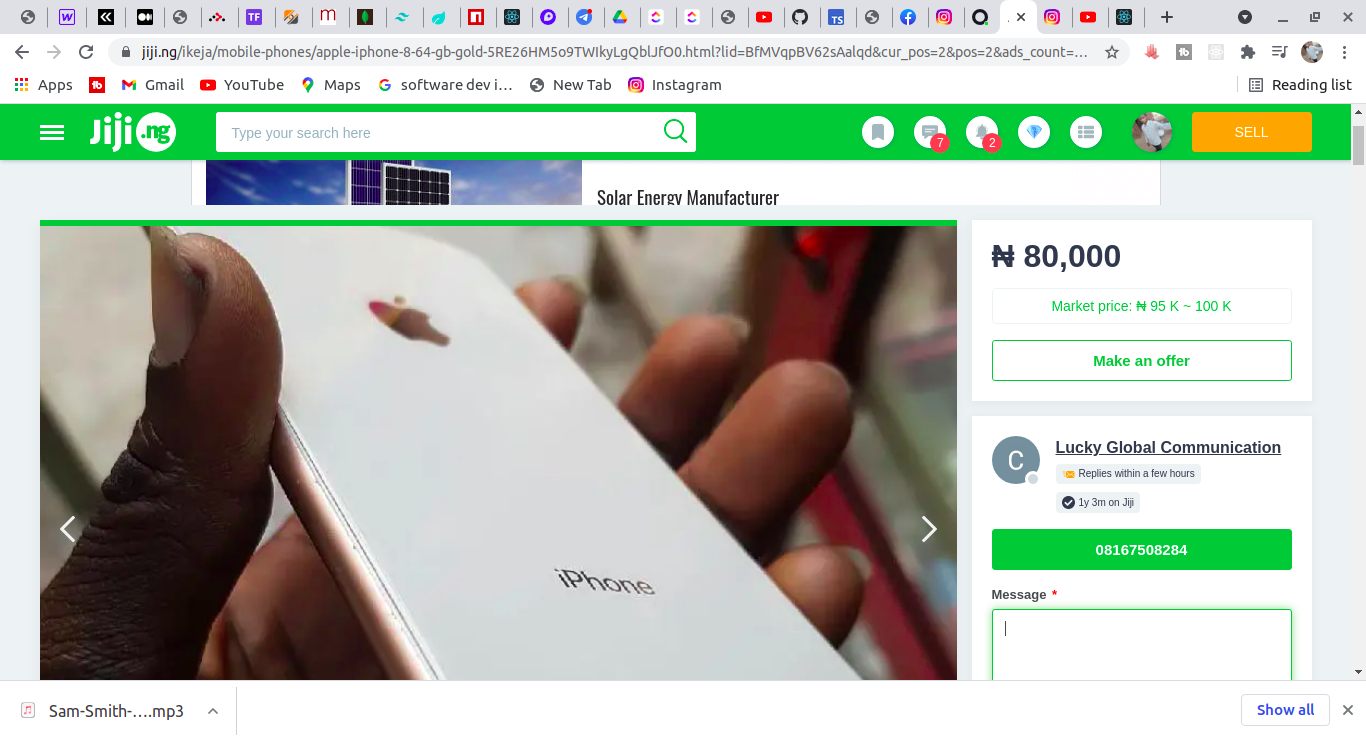 jiji.ng/ikeja/mobile-phones/apple-iphone-8-64-gb-gold-5RE26HM5o9TWIkyLgQblJfO0.html?lid=BfMVqpBV62sAalqd&cur_pos=2&pos=2&ads_count=…
Apps
Gmail
YouTube
Maps
software dev i…
New Tab
Instagram
Reading list
Jiji .ng
Type your search here
7
2
SELL
Solar Energy Manufacturer
₦ 80,000
Market price: ₦ 95 K ~ 100 K
Make an offer
C
Lucky Global Communication
Replies within a few hours
1y 3m on Jiji
08167508284
Message *
iPhone
Sam-Smith-….mp3
Show all